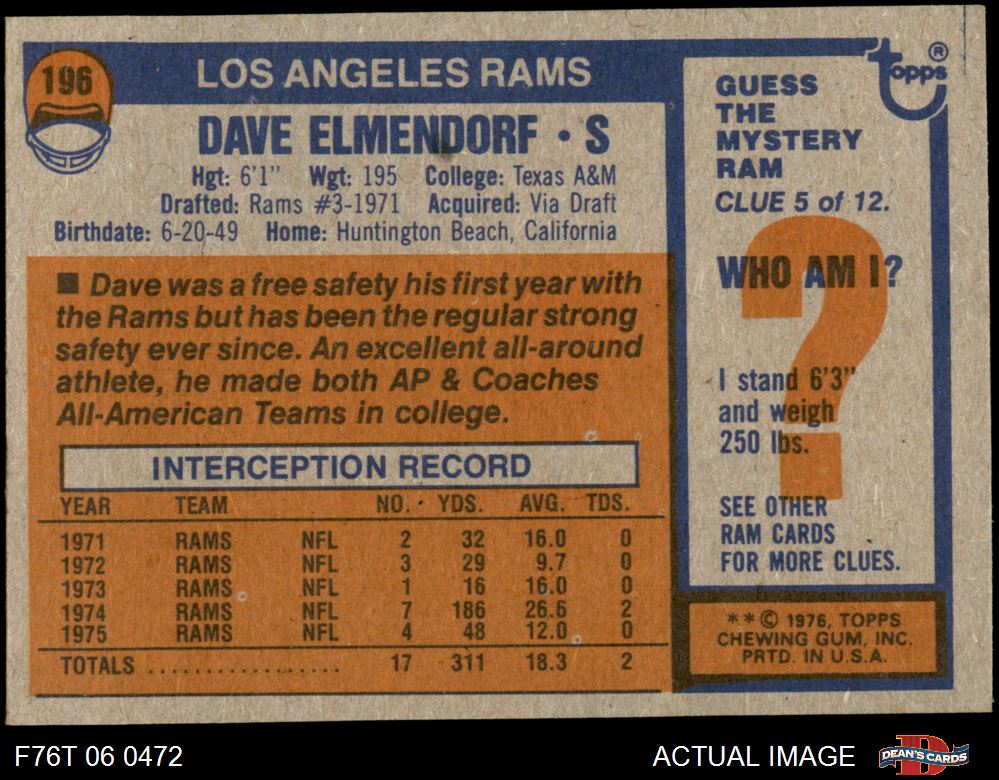 196
LOS ANGELES RAMS
DAVE ELMENDORF • S
Hgt: 6'1" Wgt: 195 College: Texas A&M
Drafted: Rams #3-1971 Acquired: Via Draft
Birthdate: 6-20-49 Home: Huntington Beach, California
■ Dave was a free safety his first year with
the Rams but has been the regular strong
safety ever since. An excellent all-around
athlete, he made both AP & Coaches
All-American Teams in college.
INTERCEPTION RECORD
YEAR TEAM NO. YDS. AVG. TDS.
1971 RAMS NFL 2 32 16.0 0
1972 RAMS NFL 3 29 9.7 0
1973 RAMS NFL 1 16 16.0 0
1974 RAMS NFL 7 186 26.6 2
1975 RAMS NFL 4 48 12.0 0
TOTALS .................. 17 311 18.3 2
topps®
GUESS
THE
MYSTERY
RAM
CLUE 5 of 12.
WHO AM I?
?
I stand 6'3"
and weigh
250 lbs.
SEE OTHER
RAM CARDS
FOR MORE CLUES.
**© 1976, TOPPS
CHEWING GUM, INC.
PRTD. IN U.S.A.
F76T 06 0472
ACTUAL IMAGE
D
DEAN'S CARDS